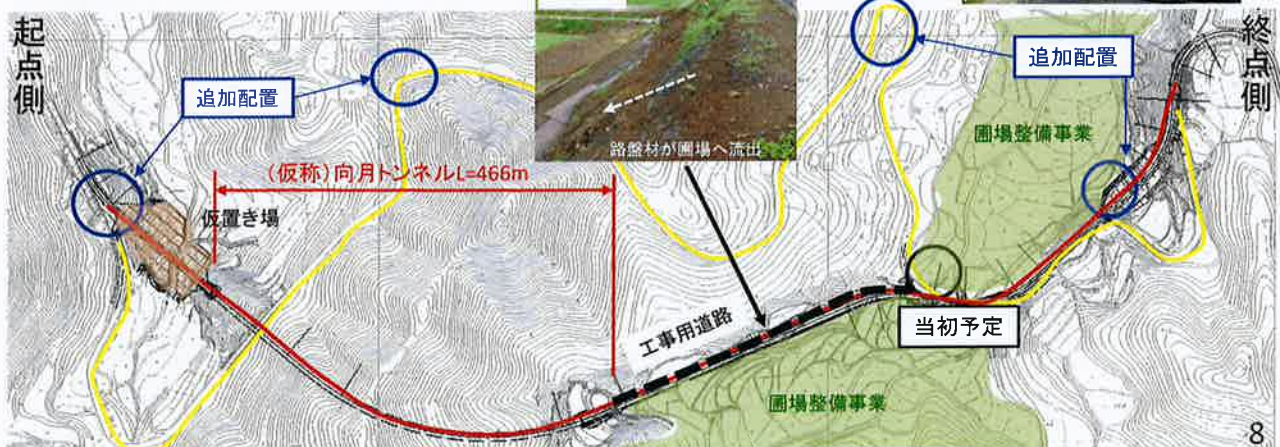 起点側
終点側
追加配置
追加配置
圃場整備事業
路盤材が圃場へ流出
(仮称)向月トンネルL=466m
仮置き場
工事用道路
当初予定
圃場整備事業
8